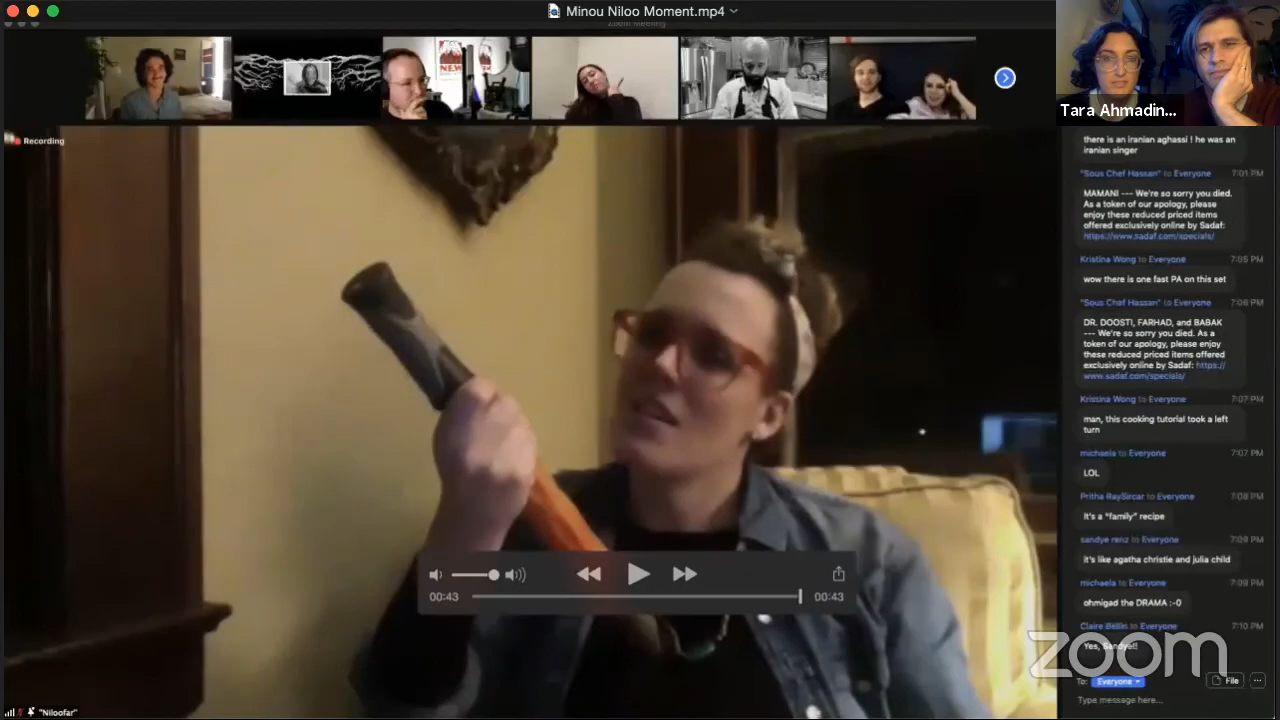 Minou Niloo Moment.mp4
Zoom Meeting
NEW
Tara Ahmadin...
Recording
there is an iranian aghassi ! he was an
iranian singer
"Sous Chef Hassan" to Everyone 7:01 PM
MAMANI --- We're so sorry you died.
As a token of our apology, please
enjoy these reduced priced items
offered exclusively online by Sadaf:
https://www.sadaf.com/specials/
Kristina Wong to Everyone 7:05 PM
wow there is one fast PA on this set
"Sous Chef Hassan" to Everyone 7:06 PM
DR. DOOSTI, FARHAD, and BABAK
--- We're so sorry you died. As a
token of our apology, please enjoy
these reduced priced items offered
exclusively online by Sadaf: https://
www.sadaf.com/specials/
Kristina Wong to Everyone 7:07 PM
man, this cooking tutorial took a left
turn
michaela to Everyone 7:07 PM
LOL
Pritha RaySircar to Everyone 7:08 PM
It's a "family" recipe
sandye renz to Everyone 7:09 PM
it's like agatha christie and julia child
michaela to Everyone 7:09 PM
ohmigad the DRAMA :-0
Claire Bellin to Everyone 7:10 PM
Yes, Sandye!!
00:43
00:43
zoom
To: Everyone File ...
Type message here...
"Niloofar"